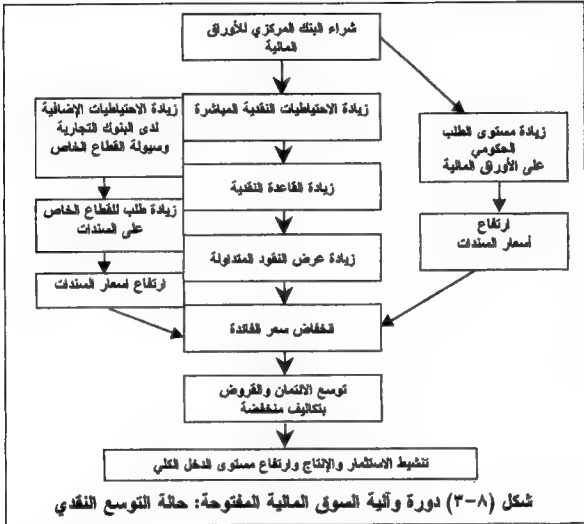 شراء البنك المركزي للأوراق
المالية
زيادة الاحتياطيات الإضافية
لدى البنوك التجارية
وسيولة القطاع الخاص
زيادة الاحتياطيات النقدية المباشرة
زيادة مستوى الطلب
الحكومي
على الأوراق المالية
زيادة القاعدة النقدية
زيادة طلب للقطاع الخاص
على السندات
ارتفاع
أسعار السندات
زيادة عرض النقود المتداولة
ارتفاع اسعار السندات
انخفاض سعر الفائدة
توسع الائتمان والقروض
بتكاليف منخفضة
تنشيط الاستثمار والإنتاج وارتفاع مستوى الدخل الكلي
شكل (٨-٣) دورة وآلية السوق المالية المفتوحة: حالة التوسع النقدي